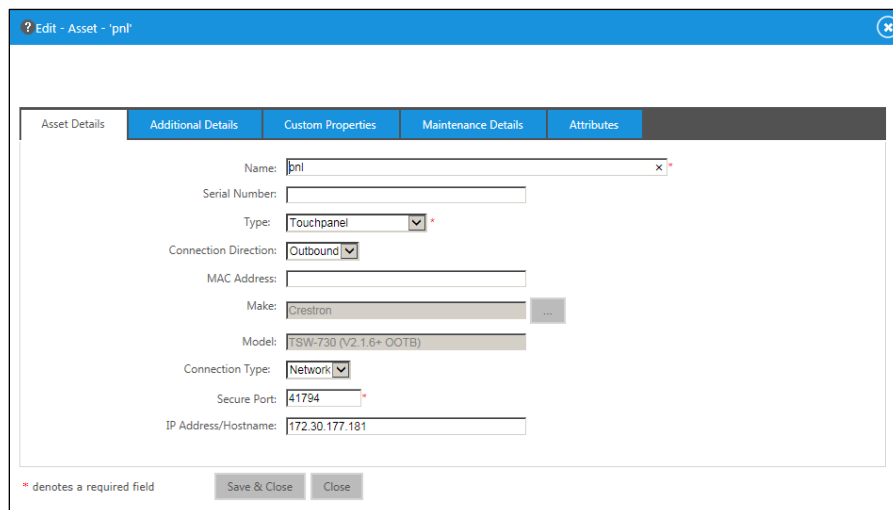 ? Edit - Asset - 'pnl'
Asset Details Additional Details Custom Properties Maintenance Details Attributes
Name: pnl × *
Serial Number:
Type: Touchpanel *
Connection Direction: Outbound
MAC Address:
Make: Crestron ...
Model: TSW-730 (V2.1.6+ OOTB)
Connection Type: Network
Secure Port: 41794 *
IP Address/Hostname: 172.30.177.181
* denotes a required field Save & Close Close